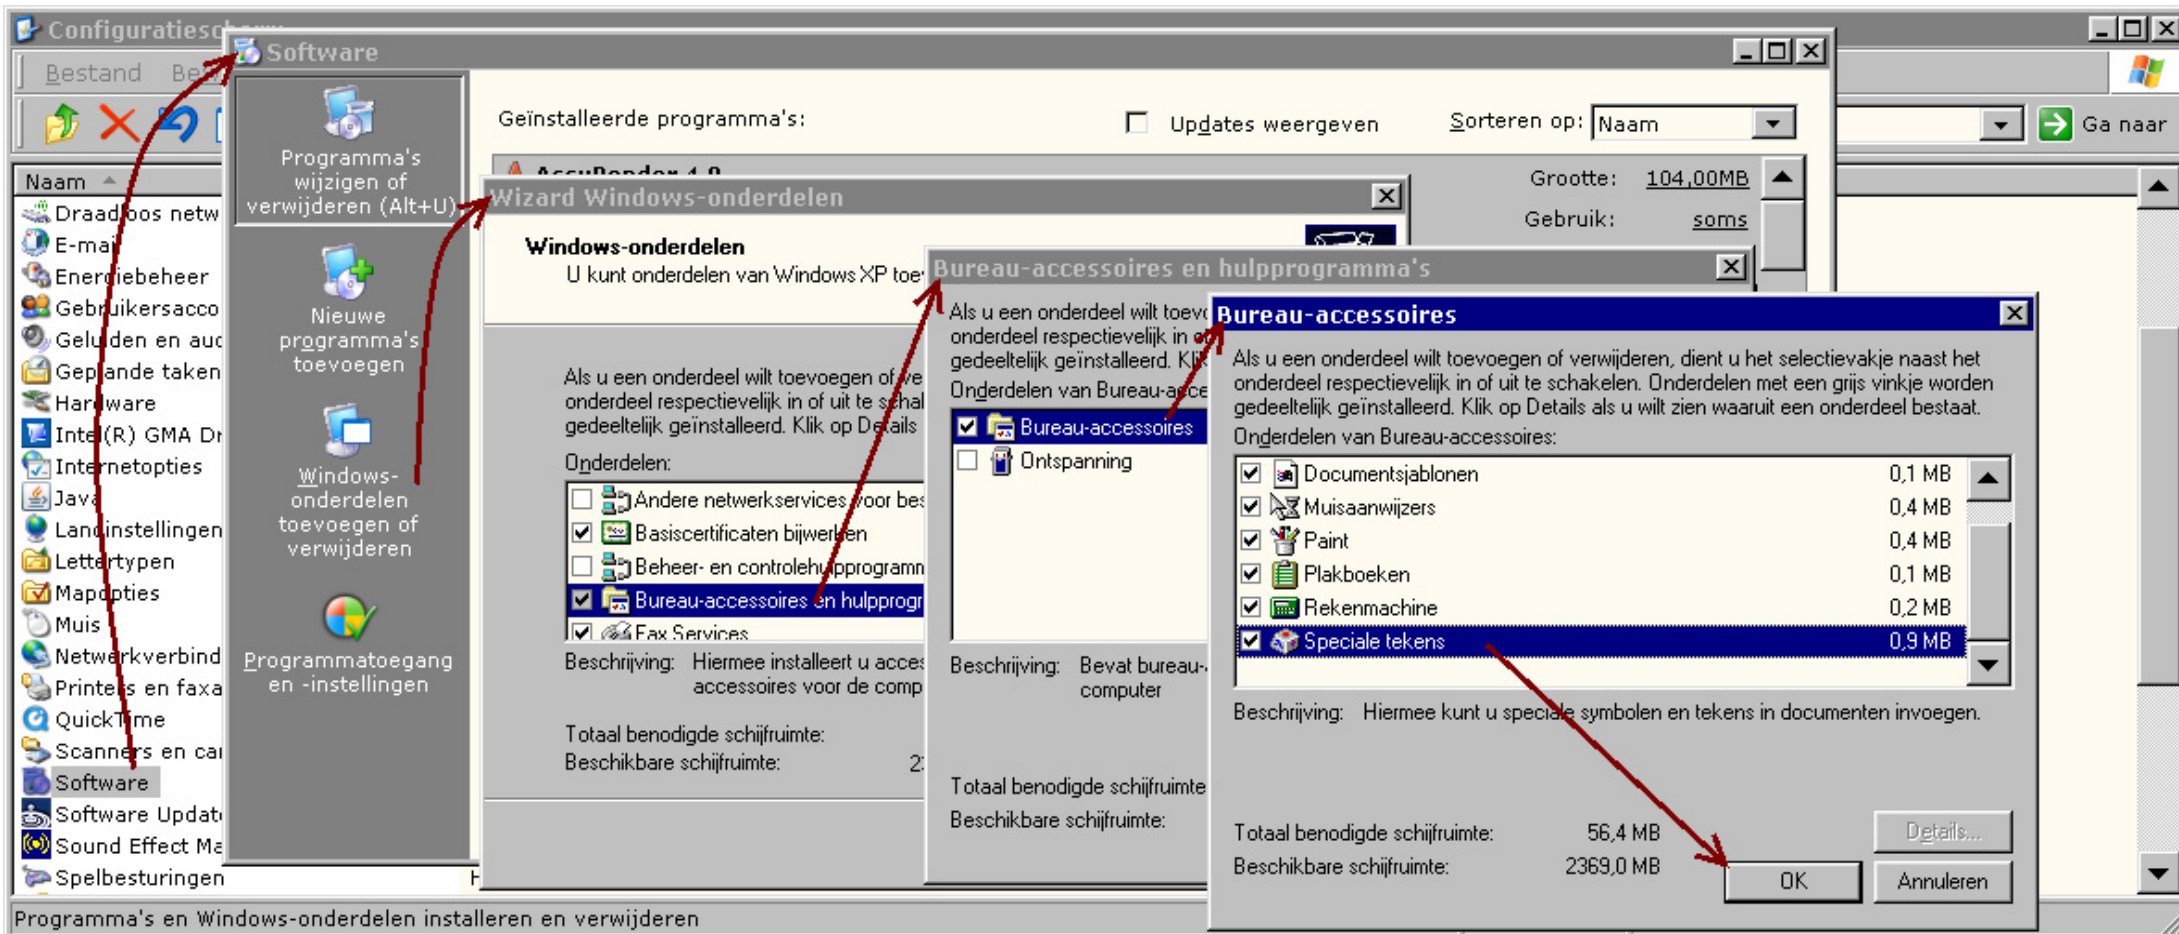 Configuratiesc
Bestand
Ga naar
Naam
Draadloos netw
E-mail
Energiebeheer
Gebruikersacco
Geluiden en aud
Geplande taken
Hardware
Intel(R) GMA Dr
Internetopties
Java
Landinstellingen
Lettertypen
Mapopties
Muis
Netwerkverbind
Printers en faxa
QuickTime
Scanners en cam
Software
Software Updat
Sound Effect Ma
Spelbesturingen
Programma's en Windows-onderdelen installeren en verwijderen
Software
Programma's
wijzigen of
verwijderen (Alt+U)
Nieuwe
programma's
toevoegen
Windows-
onderdelen
toevoegen of
verwijderen
Programmatoegang
en -instellingen
Geïnstalleerde programma's:
Updates weergeven
Sorteren op: Naam
AccuRender 4.0
Grootte: 104,00MB
Gebruik: soms
Wizard Windows-onderdelen
Windows-onderdelen
U kunt onderdelen van Windows XP toev
Als u een onderdeel wilt toevoegen of ve
onderdeel respectievelijk in of uit te schal
gedeeltelijk geïnstalleerd. Klik op Details
Onderdelen:
Andere netwerkservices voor bes
Basiscertificaten bijwerken
Beheer- en controlehulpprogramm
Bureau-accessoires en hulpprogr
Fax Services
Beschrijving: Hiermee installeert u acces
accessoires voor de comp
Totaal benodigde schijfruimte:
Beschikbare schijfruimte: 2
Bureau-accessoires en hulpprogramma's
Als u een onderdeel wilt toevo
onderdeel respectievelijk in of
gedeeltelijk geïnstalleerd. Klik
Onderdelen van Bureau-acce
Bureau-accessoires
Ontspanning
Beschrijving: Bevat bureau-
computer
Totaal benodigde schijfruimte
Beschikbare schijfruimte:
Bureau-accessoires
Als u een onderdeel wilt toevoegen of verwijderen, dient u het selectievakje naast het
onderdeel respectievelijk in of uit te schakelen. Onderdelen met een grijs vinkje worden
gedeeltelijk geïnstalleerd. Klik op Details als u wilt zien waaruit een onderdeel bestaat.
Onderdelen van Bureau-accessoires:
Documentsjablonen 0,1 MB
Muisaanwijzers 0,4 MB
Paint 0,4 MB
Plakboeken 0,1 MB
Rekenmachine 0,2 MB
Speciale tekens 0,9 MB
Beschrijving: Hiermee kunt u speciale symbolen en tekens in documenten invoegen.
Totaal benodigde schijfruimte: 56,4 MB
Beschikbare schijfruimte: 2369,0 MB
Details...
OK
Annuleren